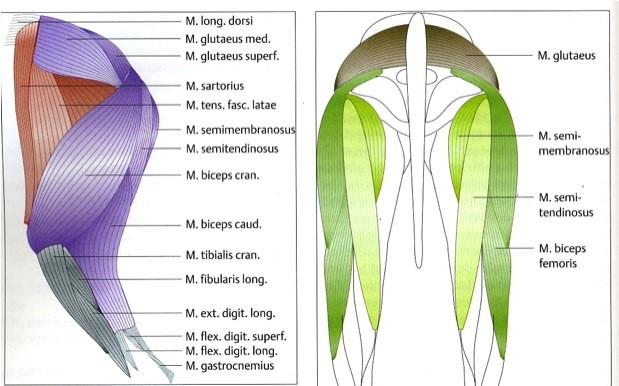 M. long. dorsi
M. glutaeus med.
M. glutaeus superf.
M. sartorius
M. tens. fasc. latae
M. semimembranosus
M. semitendinosus
M. biceps cran.
M. biceps caud.
M. tibialis cran.
M. fibularis long.
M. ext. digit. long.
M. flex. digit. superf.
M. flex. digit. long.
M. gastrocnemius
M. glutaeus
M. semi-
membranosus
M. semi-
tendinosus
M. biceps
femoris